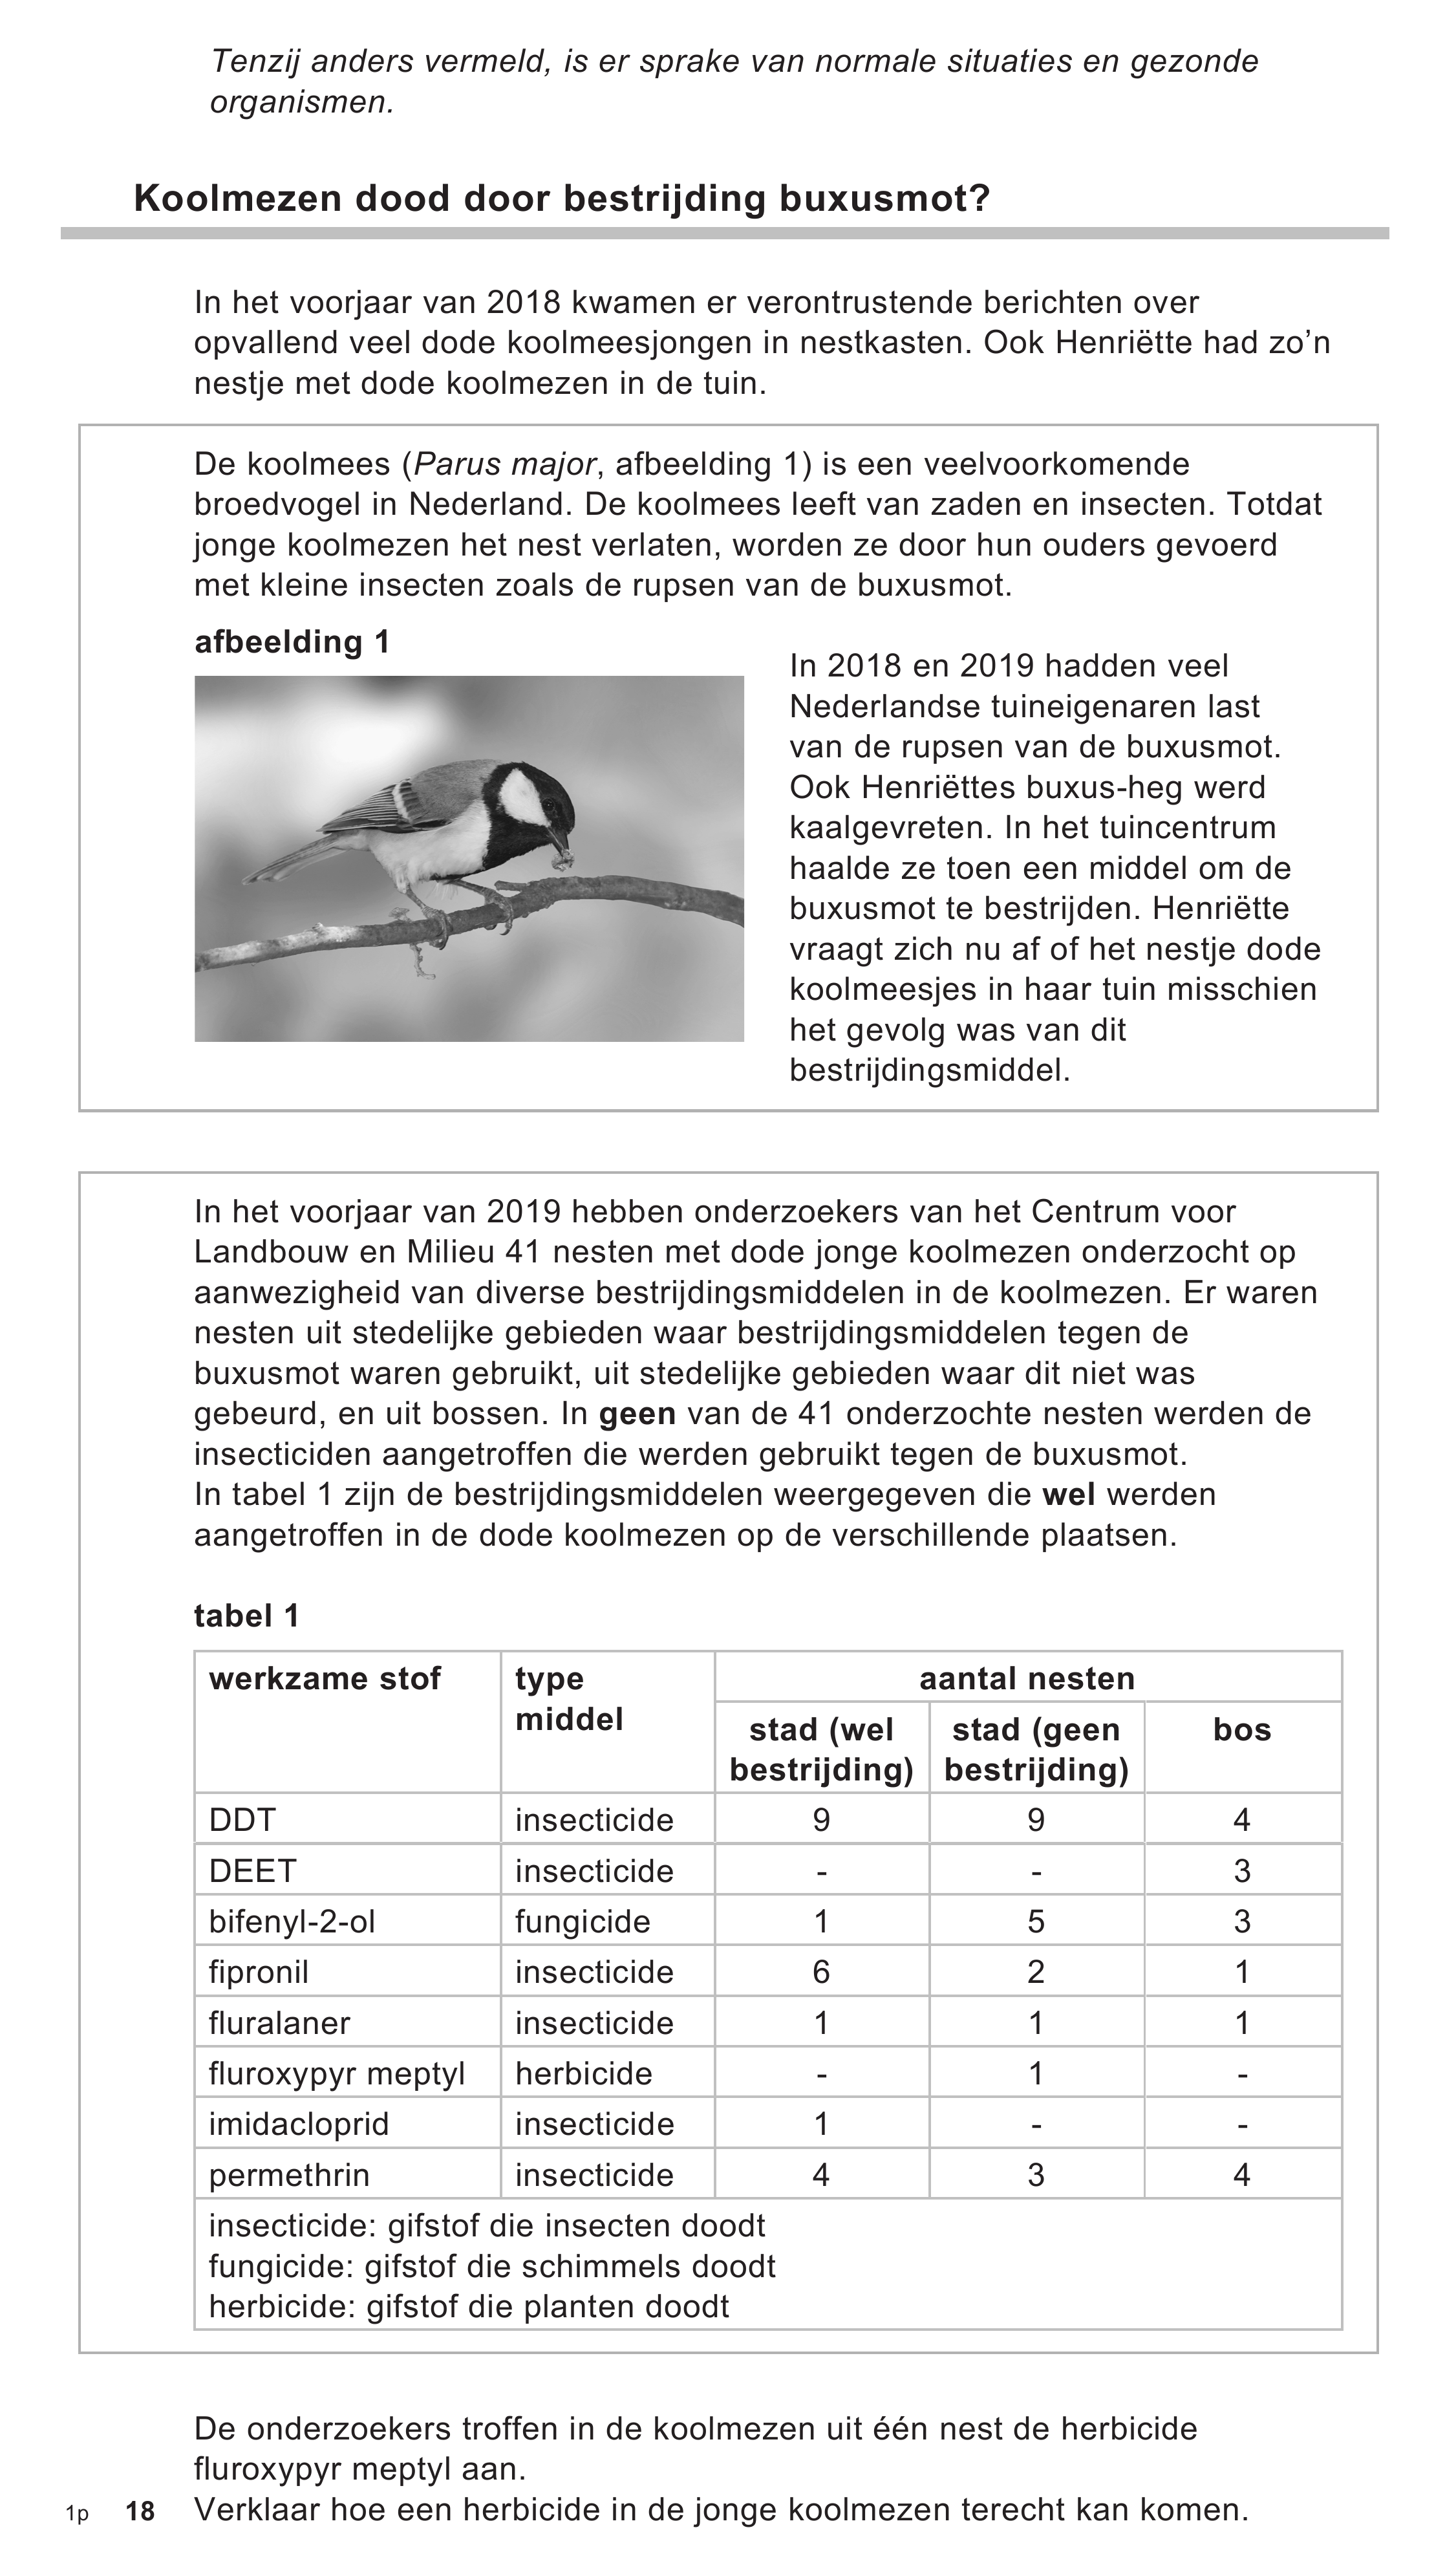 Tenzij anders vermeld, is er sprake van normale situaties en gezonde
organismen.
Koolmezen dood door bestrijding buxusmot?
In het voorjaar van 2018 kwamen er verontrustende berichten over
opvallend veel dode koolmeesjongen in nestkasten. Ook Henriëtte had zo’n
nestje met dode koolmezen in de tuin.
De koolmees (Parus major, afbeelding 1) is een veelvoorkomende
broedvogel in Nederland. De koolmees leeft van zaden en insecten. Totdat
jonge koolmezen het nest verlaten, worden ze door hun ouders gevoerd
met kleine insecten zoals de rupsen van de buxusmot.
afbeelding 1
In 2018 en 2019 hadden veel
Nederlandse tuineigenaren last
van de rupsen van de buxusmot.
Ook Henriëttes buxus-heg werd
kaalgevreten. In het tuincentrum
haalde ze toen een middel om de
buxusmot te bestrijden. Henriëtte
vraagt zich nu af of het nestje dode
koolmeesjes in haar tuin misschien
het gevolg was van dit
bestrijdingsmiddel.
In het voorjaar van 2019 hebben onderzoekers van het Centrum voor
Landbouw en Milieu 41 nesten met dode jonge koolmezen onderzocht op
aanwezigheid van diverse bestrijdingsmiddelen in de koolmezen. Er waren
nesten uit stedelijke gebieden waar bestrijdingsmiddelen tegen de
buxusmot waren gebruikt, uit stedelijke gebieden waar dit niet was
gebeurd, en uit bossen. In geen van de 41 onderzochte nesten werden de
insecticiden aangetroffen die werden gebruikt tegen de buxusmot.
In tabel 1 zijn de bestrijdingsmiddelen weergegeven die wel werden
aangetroffen in de dode koolmezen op de verschillende plaatsen.
tabel 1
werkzame stof type aantal nesten
middel stad (wel stad (geen bos
bestrijding) bestrijding)
DDT insecticide 9 9 4
DEET insecticide - - 3
bifenyl-2-ol fungicide 1 5 3
fipronil insecticide 6 2 1
fluralaner insecticide 1 1 1
fluroxypyr meptyl herbicide - 1 -
imidacloprid insecticide 1 - -
permethrin insecticide 4 3 4
insecticide: gifstof die insecten doodt
fungicide: gifstof die schimmels doodt
herbicide: gifstof die planten doodt
De onderzoekers troffen in de koolmezen uit één nest de herbicide
fluroxypyr meptyl aan.
1p 18 Verklaar hoe een herbicide in de jonge koolmezen terecht kan komen.